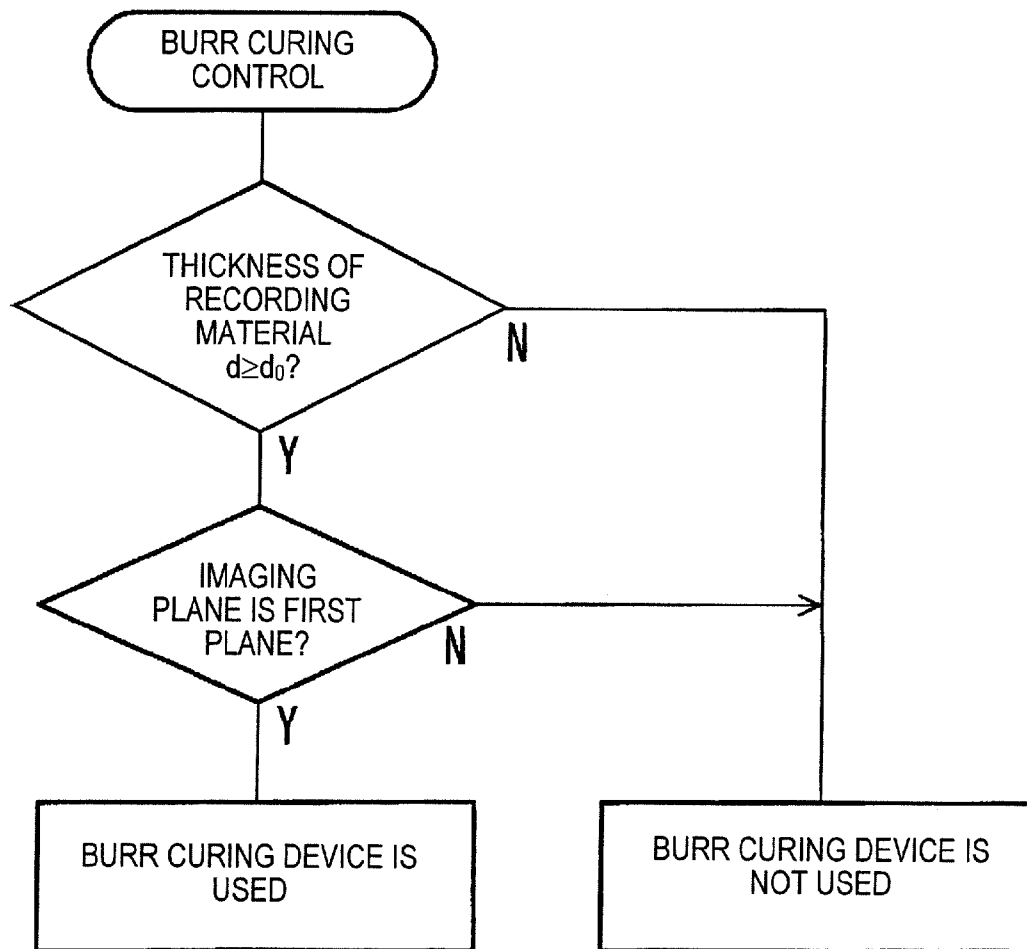 BURR CURING
CONTROL
THICKNESS OF
RECORDING
MATERIAL
d≥d₀?
N
Y
IMAGING
PLANE IS FIRST
PLANE?
N
Y
BURR CURING DEVICE IS
USED
BURR CURING DEVICE IS
NOT USED